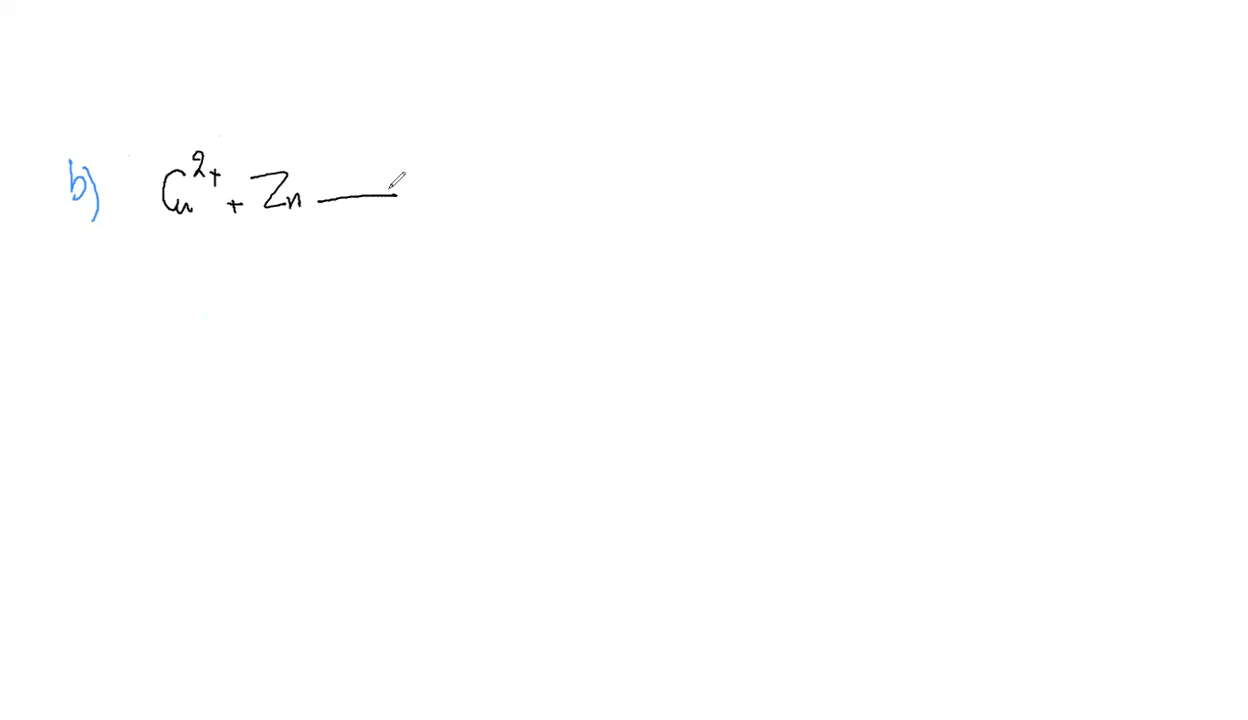 b) Cu²⁺ + Zn —